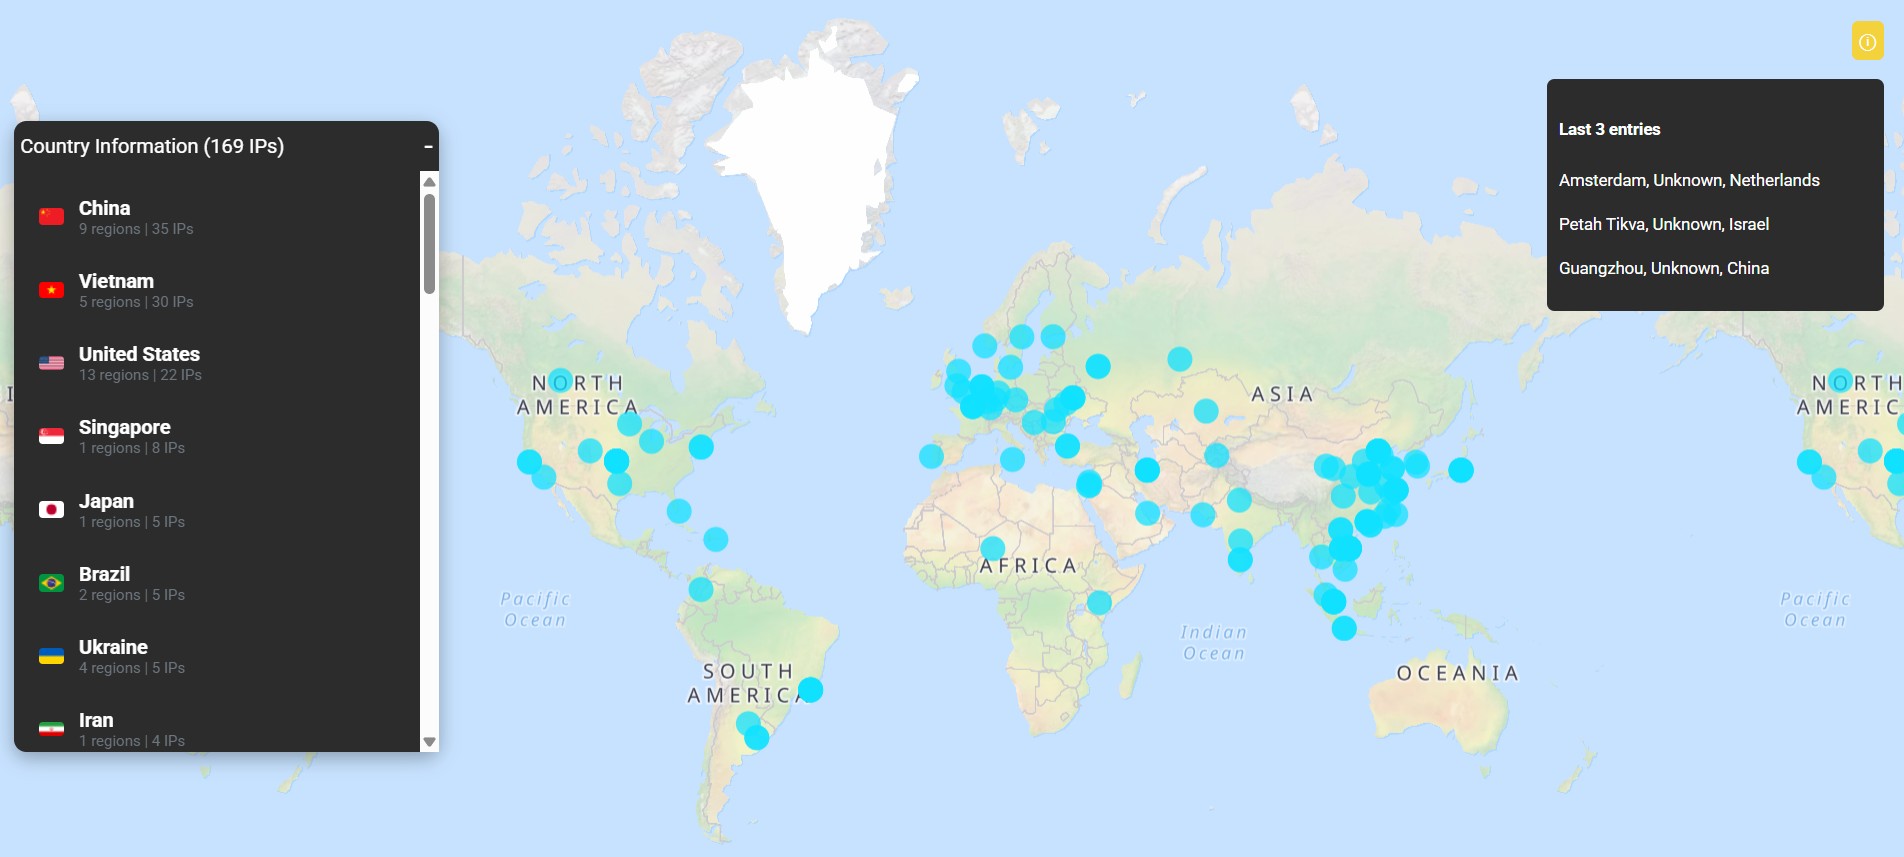 Country Information (169 IPs)
-
China
9 regions | 35 IPs
Vietnam
5 regions | 30 IPs
United States
13 regions | 22 IPs
Singapore
1 regions | 8 IPs
Japan
1 regions | 5 IPs
Brazil
2 regions | 5 IPs
Ukraine
4 regions | 5 IPs
Iran
1 regions | 4 IPs
Last 3 entries
Amsterdam, Unknown, Netherlands
Petah Tikva, Unknown, Israel
Guangzhou, Unknown, China
NORTH
AMERICA
ASIA
AFRICA
Pacific
Ocean
Indian
Ocean
SOUTH
AMERICA
OCEANIA
NORTH
AMERIC
Pacific
Ocean